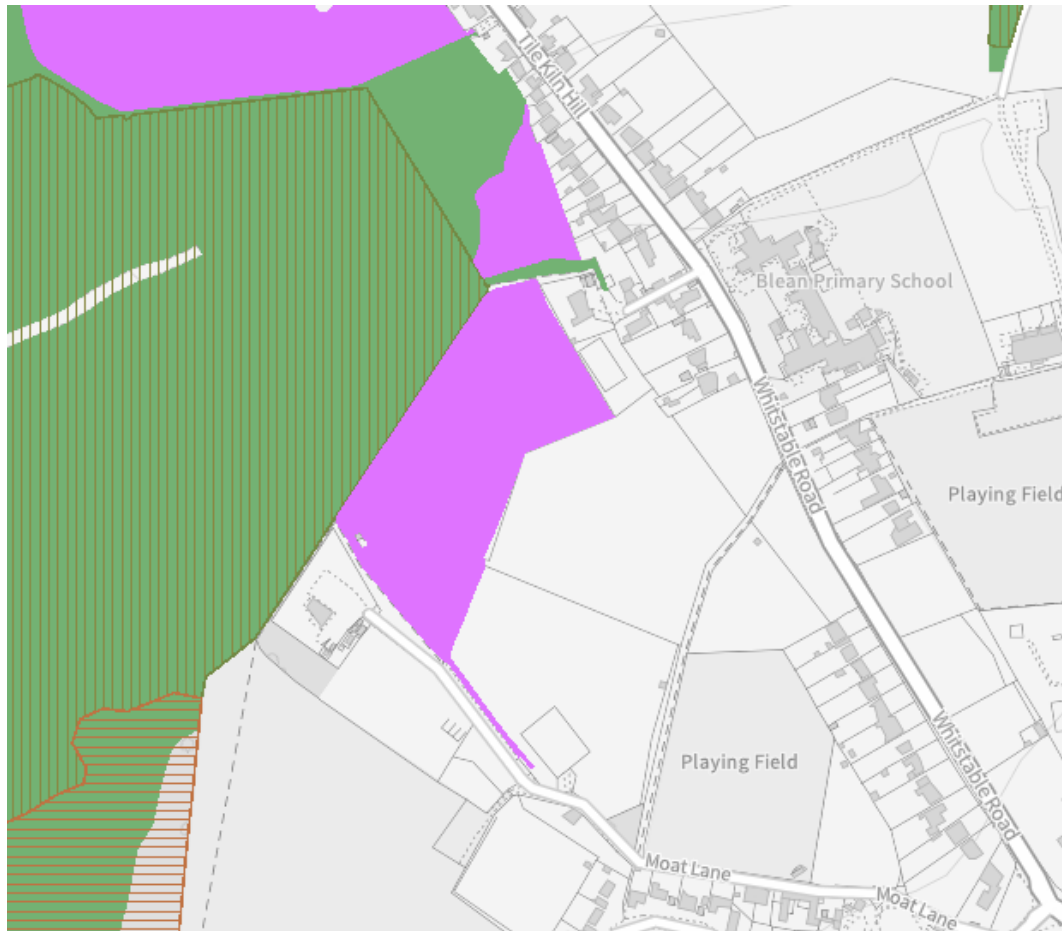 Tile Kiln Hill
Blean Primary School
Whitstable Road
Playing Field
Playing Field
Whitstable Road
Moat Lane
Moat Lane